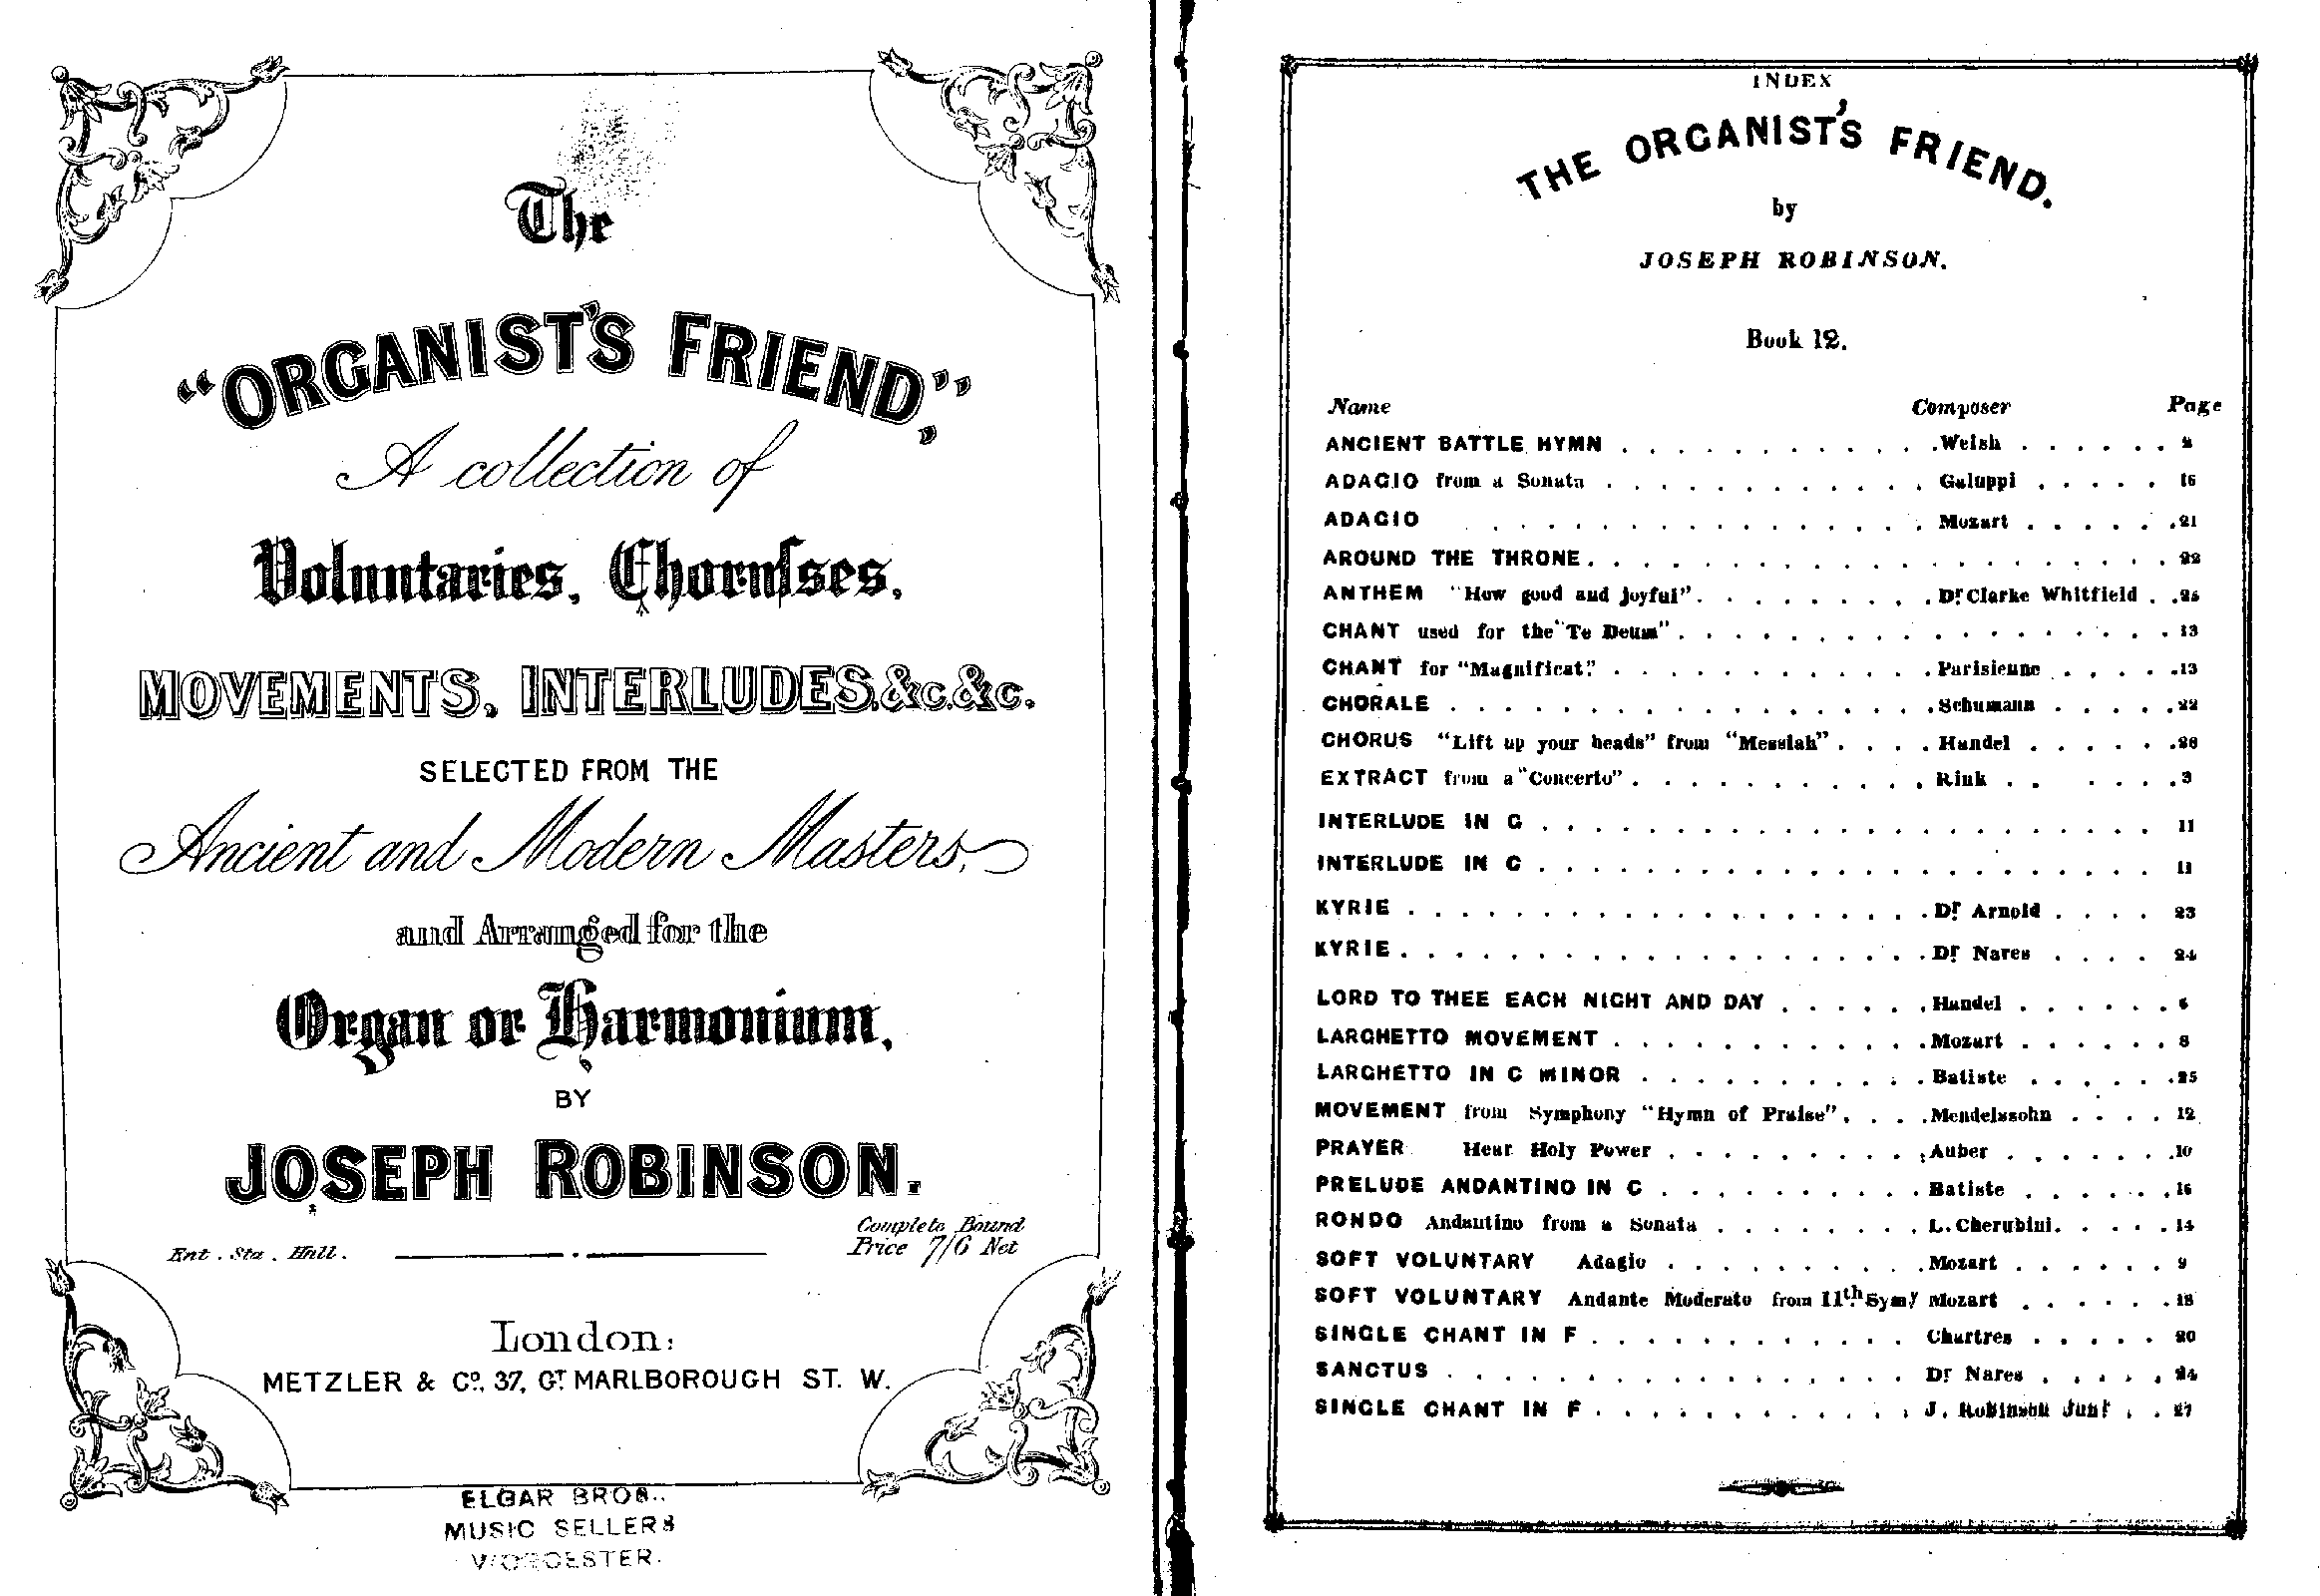 The
"ORGANIST'S FRIEND,"
A collection of
Voluntaries, Chorusses,
MOVEMENTS, INTERLUDES, &c. &c.
SELECTED FROM THE
Ancient and Modern Masters,
and Arranged for the
Organ or Harmonium,
BY
JOSEPH ROBINSON.
Ent. Sta. Hall.
Complete Bound
Price 7/6 Net
London:
METZLER & Co. 37, GT MARLBOROUGH ST. W.
ELGAR BROS.,
MUSIC SELLERS
WORCESTER.
INDEX
THE ORGANIST'S FRIEND.
by
JOSEPH ROBINSON.
Book 12.
Name Composer Page
ANCIENT BATTLE HYMN . . . Welsh . . . 2
ADAGIO from a Sonata . . . Galuppi . . . 16
ADAGIO . . . Mozart . . . 21
AROUND THE THRONE . . . 22
ANTHEM "How good and joyful" . . . Dr Clarke Whitfield . .
CHANT used for the "Te Deum" . . . 13
CHANT for "Magnificat" . . . Parisienne . . . 13
CHORALE . . . Schumann . . . 22
CHORUS "Lift up your heads" from "Messiah" . . . Handel . . .
EXTRACT from a "Concerto" . . . Rink . . . 3
INTERLUDE IN G . . . 11
INTERLUDE IN C . . . 11
KYRIE . . . Dr Arnold . . . 23
KYRIE . . . Dr Nares . . . 24
LORD TO THEE EACH NIGHT AND DAY . . . Handel . . . 6
LARGHETTO MOVEMENT . . . Mozart . . . 8
LARGHETTO IN C MINOR . . . Batiste . . . 25
MOVEMENT from Symphony "Hymn of Praise" . . . Mendelssohn . . . 12
PRAYER Hear Holy Power . . . Auber . . . 10
PRELUDE ANDANTINO IN C . . . Batiste . . . 16
RONDO Andantino from a Sonata . . . L. Cherubini . . . 14
SOFT VOLUNTARY Adagio . . . Mozart . . . 9
SOFT VOLUNTARY Andante Moderato from 11th Symy Mozart . . . 18
SINGLE CHANT IN F . . . Chartres . . . 20
SANCTUS . . . Dr Nares . . . 24
SINGLE CHANT IN F . . . J. Robinson Junr . . 27